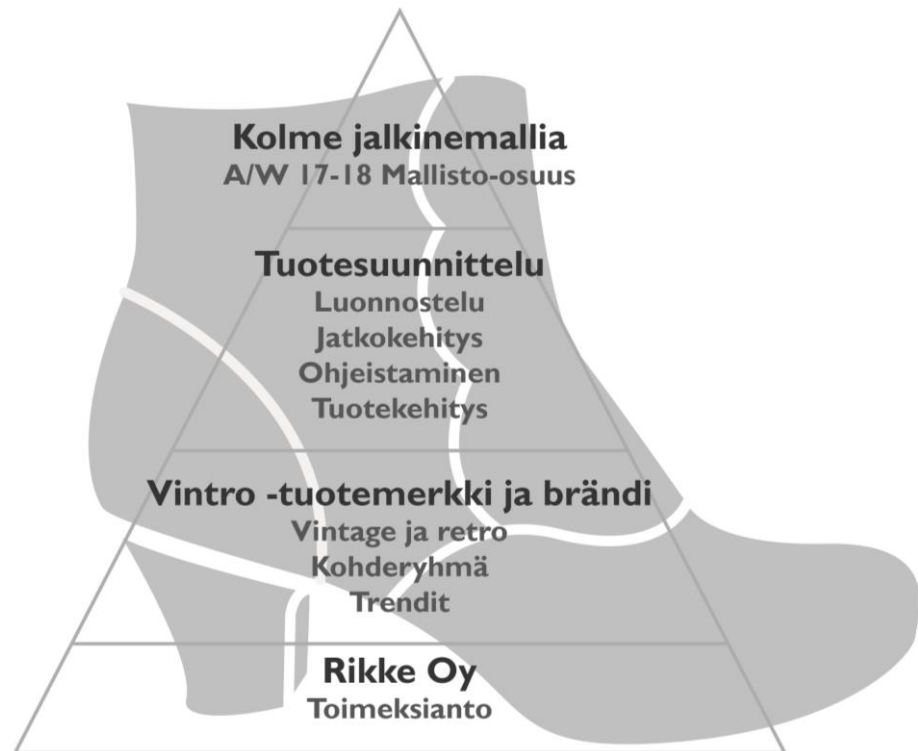 Kolme jalkinemallia
A/W 17-18 Mallisto-osuus
Tuotesuunnittelu
Luonnostelu
Jatkokehitys
Ohjeistaminen
Tuotekehitys
Vintro -tuotemerkki ja brändi
Vintage ja retro
Kohderyhmä
Trendit
Rikke Oy
Toimeksianto